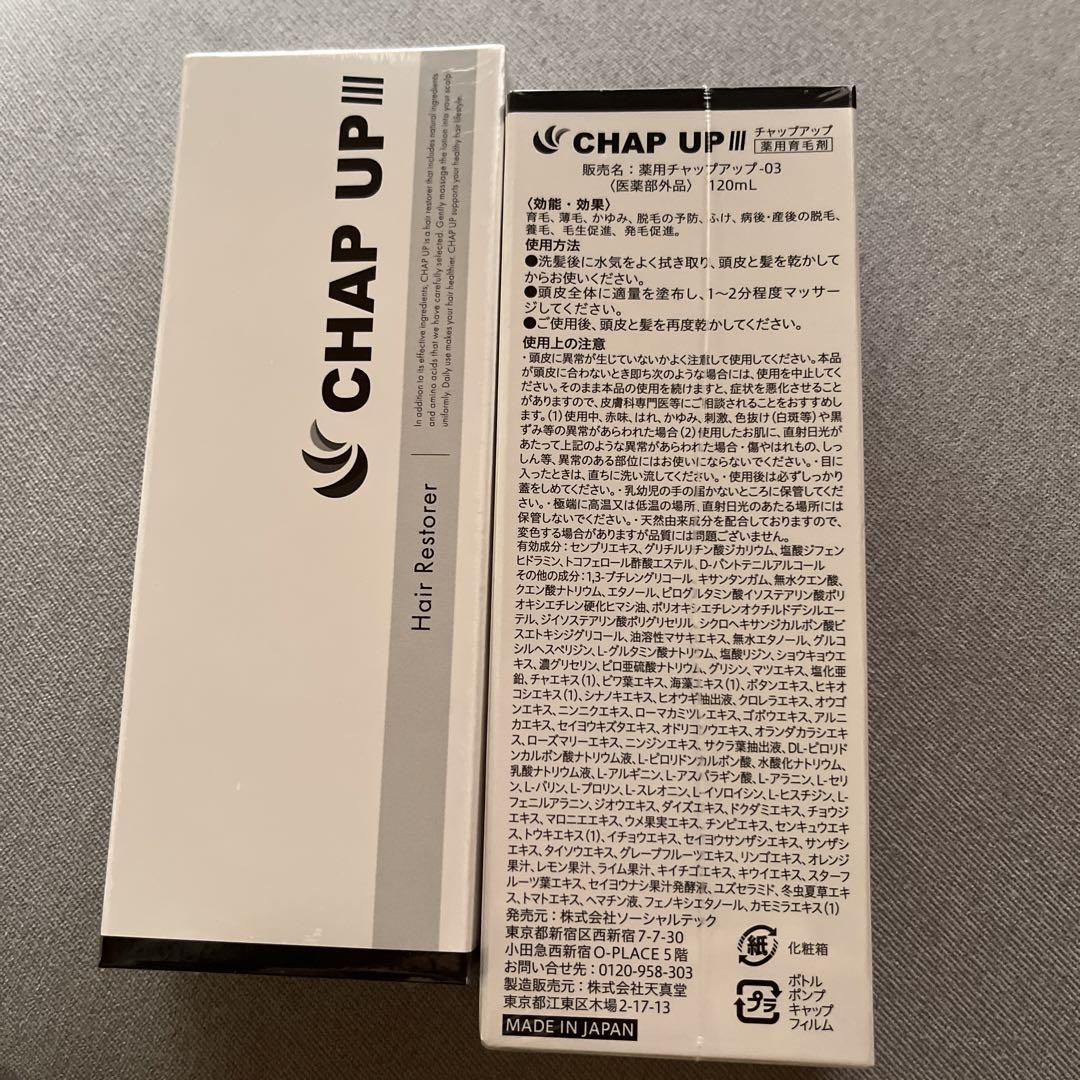 CHAP UP III
Hair Restorer
In addition to its effective ingredients, CHAP UP is a hair restorer that includes natural ingredients
and amino acids that we have carefully selected. Gently massage the lotion into your scalp
uniformly. Daily use makes your hair healthier. CHAP UP supports your healthy hair lifestyle.
CHAP UP III チャップアップ
薬用育毛剤
販売名：薬用チャップアップ-03
〈医薬部外品〉 120mL
〈効能・効果〉
育毛、薄毛、かゆみ、脱毛の予防、ふけ、病後・産後の脱毛、
養毛、毛生促進、発毛促進。
使用方法
●洗髪後に水気をよく拭き取り、頭皮と髪を乾かして
からお使いください。
●頭皮全体に適量を塗布し、1〜2分程度マッサー
ジしてください。
●ご使用後、頭皮と髪を再度乾かしてください。
使用上の注意
・頭皮に異常が生じていないかよく注意して使用してください。本品
が頭皮に合わないとき即ち次のような場合には、使用を中止してく
ださい。そのまま本品の使用を続けますと、症状を悪化させること
がありますので、皮膚科専門医等にご相談されることをおすすめし
ます。(1)使用中、赤味、はれ、かゆみ、刺激、色抜け(白斑等)や黒
ずみ等の異常があらわれた場合(2)使用したお肌に、直射日光が
あたって上記のような異常があらわれた場合・傷やはれもの、しっ
しん等、異常のある部位にはお使いにならないでください。・目に
入ったときは、直ちに洗い流してください。・使用後は必ずしっかり
蓋をしめてください。・乳幼児の手の届かないところに保管してくだ
さい。・極端に高温又は低温の場所、直射日光のあたる場所には
保管しないでください。・天然由来成分を配合しておりますので、
変色する場合がありますが品質には問題ございません。
有効成分：センブリエキス、グリチルリチン酸ジカリウム、塩酸ジフェン
ヒドラミン、トコフェロール酢酸エステル、D-パントテニルアルコール
その他の成分：1,3-ブチレングリコール、キサンタンガム、無水クエン酸、
クエン酸ナトリウム、エタノール、ピログルタミン酸イソステアリン酸ポリ
オキシエチレン硬化ヒマシ油、ポリオキシエチレンオクチルドデシルエー
テル、ジイソステアリン酸ポリグリセリル、シクロヘキサンジカルボン酸ビ
スエトキシジグリコール、油溶性マサキエキス、無水エタノール、グルコ
シルヘスペリジン、L-グルタミン酸ナトリウム、塩酸リジン、ショウキョウエ
キス、濃グリセリン、ピロ亜硫酸ナトリウム、グリシン、マツエキス、塩化亜
鉛、チャエキス(1)、ビワ葉エキス、海藻エキス(1)、ボタンエキス、ヒキオ
コシエキス(1)、シナノキエキス、ヒオウギ抽出液、クロレラエキス、オウゴ
ンエキス、ニンニクエキス、ローマカミツレエキス、ゴボウエキス、アルニ
カエキス、セイヨウキズタエキス、オドリコソウエキス、オランダカラシエキ
ス、ローズマリーエキス、ニンジンエキス、サクラ葉抽出液、DL-ピロリド
ンカルボン酸ナトリウム液、L-ピロリドンカルボン酸、水酸化ナトリウム、
乳酸ナトリウム液、L-アルギニン、L-アスパラギン酸、L-アラニン、L-セリ
ン、L-バリン、L-プロリン、L-スレオニン、L-イソロイシン、L-ヒスチジン、L-
フェニルアラニン、ジオウエキス、ダイズエキス、ドクダミエキス、チョウジ
エキス、マロニエエキス、ウメ果実エキス、チンピエキス、センキュウエキ
ス、トウキエキス(1)、イチョウエキス、セイヨウサンザシエキス、サンザシ
エキス、タイソウエキス、グレープフルーツエキス、リンゴエキス、オレンジ
果汁、レモン果汁、ライム果汁、キイチゴエキス、キウイエキス、スターフ
ルーツ葉エキス、セイヨウナシ果汁発酵液、ユズセラミド、冬虫夏草エキ
ス、トマトエキス、ヘマチン液、フェノキシエタノール、カモミラエキス(1)
発売元：株式会社ソーシャルテック
東京都新宿区西新宿7-7-30
小田急西新宿O-PLACE 5階
お問い合せ先：0120-958-303
製造販売元：株式会社天真堂
東京都江東区木場2-17-13
MADE IN JAPAN
紙 化粧箱
プラ ボトル
ポンプ
キャップ
フィルム